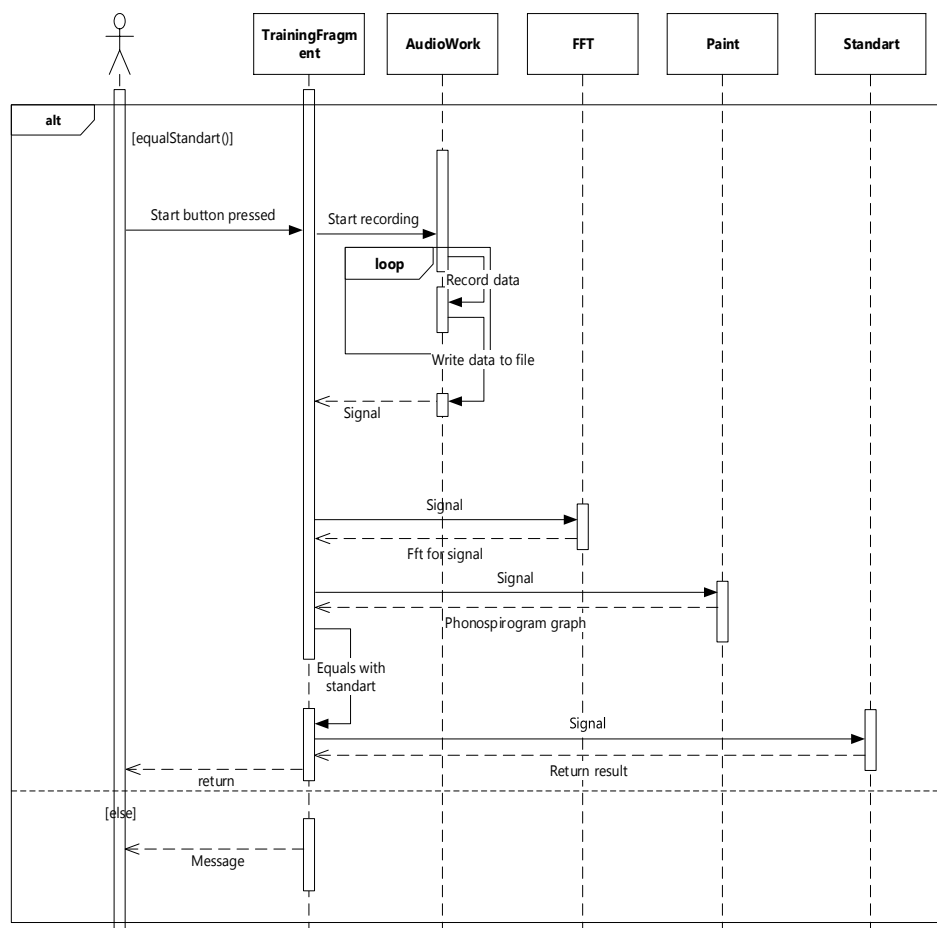 TrainingFragm
ent
AudioWork
FFT
Paint
Standart
alt
[equalStandart()]
Start button pressed
Start recording
loop
Record data
Write data to file
Signal
Signal
Fft for signal
Signal
Phonospirogram graph
Equals with
standart
Signal
Return result
return
[else]
Message